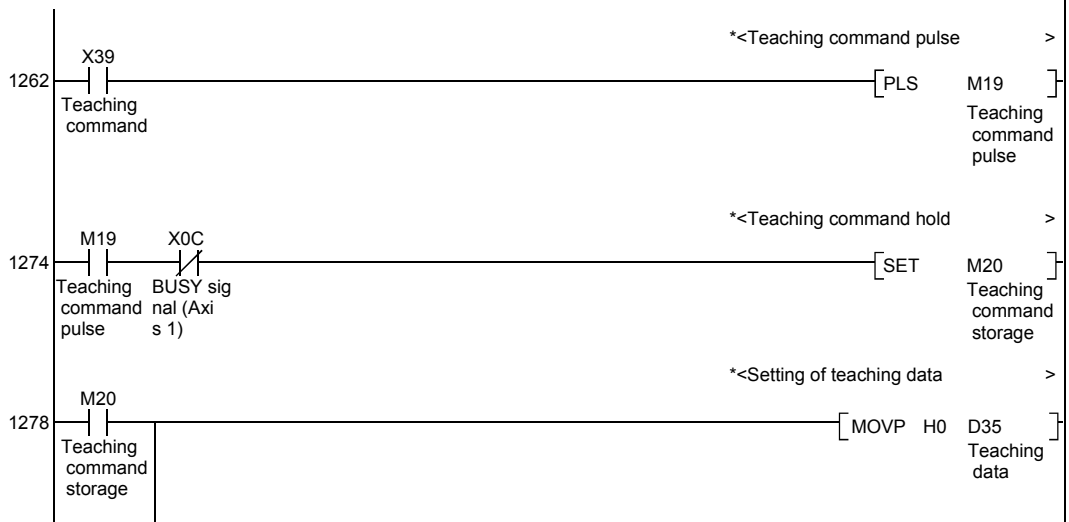 *<Teaching command pulse >
X39
1262 PLS M19
Teaching
command
Teaching
command
pulse
*<Teaching command hold >
M19 X0C
1274 SET M20
Teaching
command
pulse
BUSY sig
nal (Axi
s 1)
Teaching
command
storage
*<Setting of teaching data >
M20
1278 MOVP H0 D35
Teaching
command
storage
Teaching
data